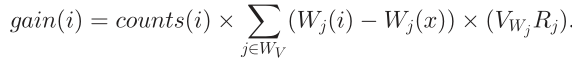 gain(i) = counts(i) × ∑_{j∈W_V} (W_j(i) − W_j(x)) × (V_{W_j} R_j).